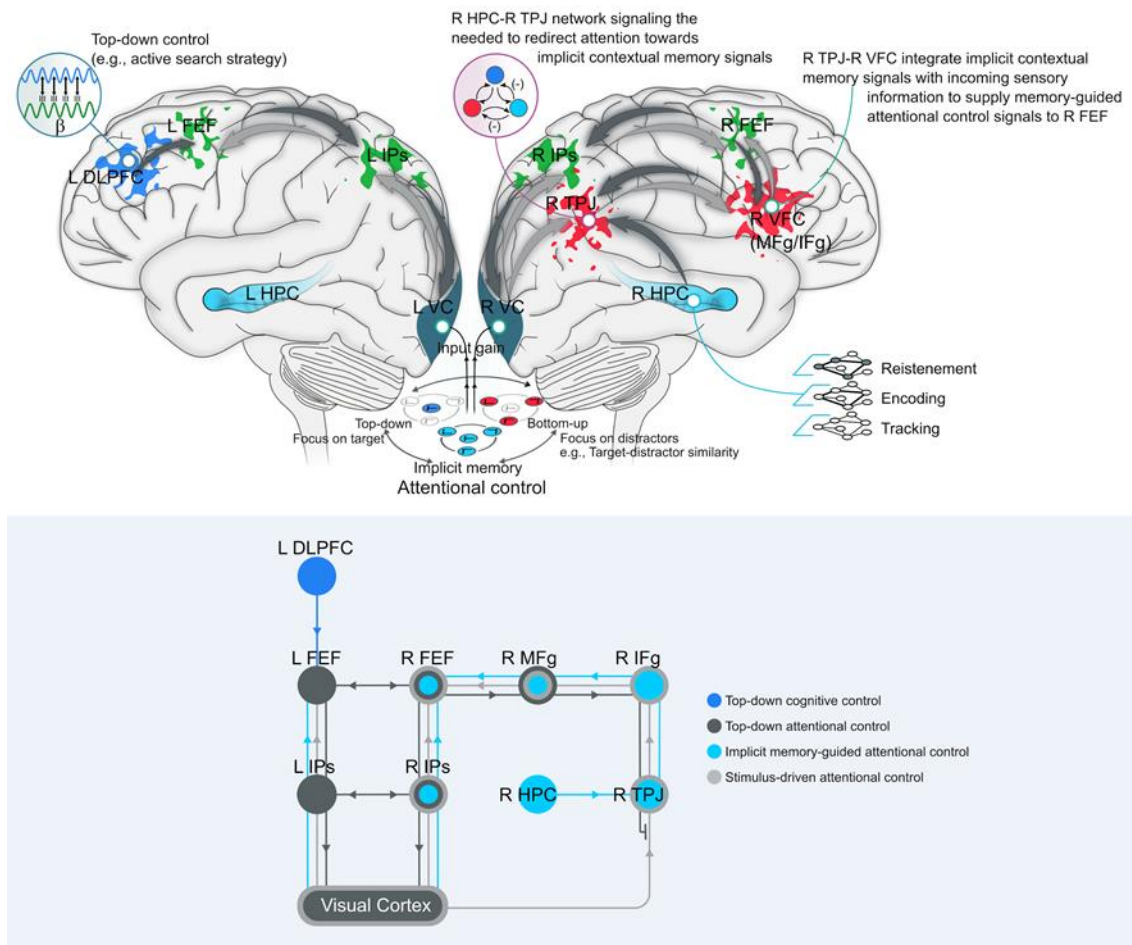 Top-down control
(e.g., active search strategy)
β
R HPC-R TPJ network signaling the
needed to redirect attention towards
implicit contextual memory signals
(-)
(-)
R TPJ-R VFC integrate implicit contextual
memory signals with incoming sensory
information to supply memory-guided
attentional control signals to R FEF
L FEF
L DLPFC
L IPs
L HPC
L VC
R VC
R IPs
R TPJ
R FEF
R VFC
(MFg/IFg)
R HPC
Input gain
Top-down
Focus on target
Bottom-up
Focus on distractors
e.g., Target-distractor similarity
Implicit memory
Attentional control
Reistenement
Encoding
Tracking
L DLPFC
L FEF
R FEF
R MFg
R IFg
L IPs
R IPs
R HPC
R TPJ
Visual Cortex
Top-down cognitive control
Top-down attentional control
Implicit memory-guided attentional control
Stimulus-driven attentional control